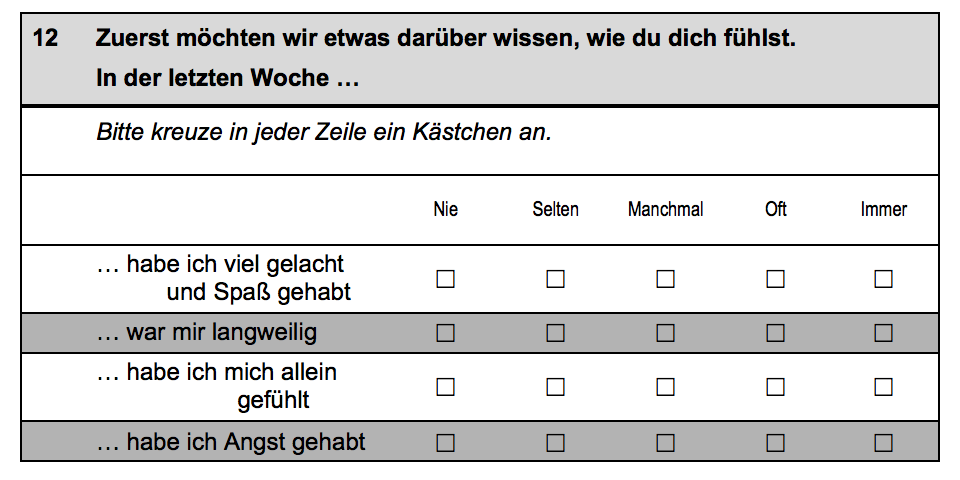 12 Zuerst möchten wir etwas darüber wissen, wie du dich fühlst.
In der letzten Woche …
Bitte kreuze in jeder Zeile ein Kästchen an.
Nie Selten Manchmal Oft Immer
… habe ich viel gelacht
und Spaß gehabt
… war mir langweilig
… habe ich mich allein
gefühlt
… habe ich Angst gehabt